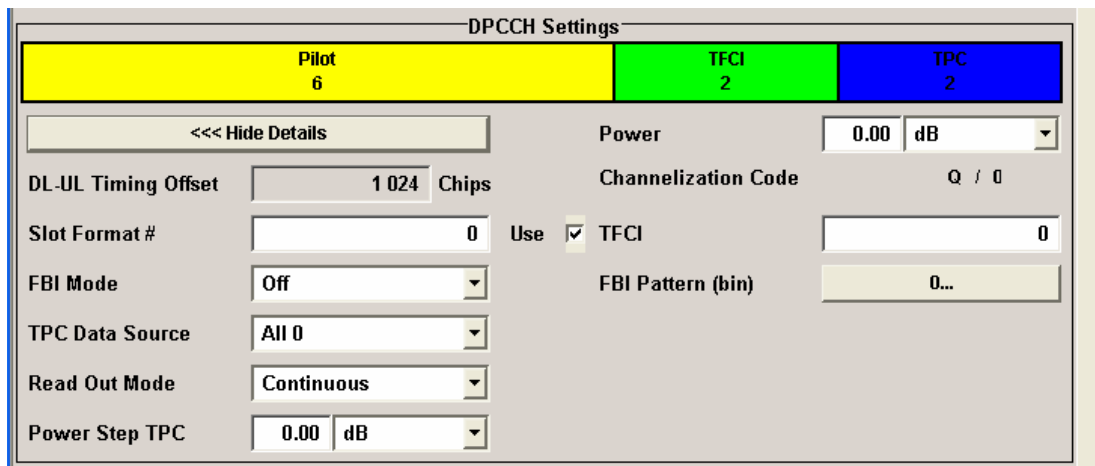 DPCCH Settings
Pilot TFCI TPC
6 2 2
<<< Hide Details Power 0.00 dB
DL-UL Timing Offset 1 024 Chips Channelization Code Q / 0
Slot Format # 0 Use TFCI 0
FBI Mode Off FBI Pattern (bin) 0...
TPC Data Source All 0
Read Out Mode Continuous
Power Step TPC 0.00 dB